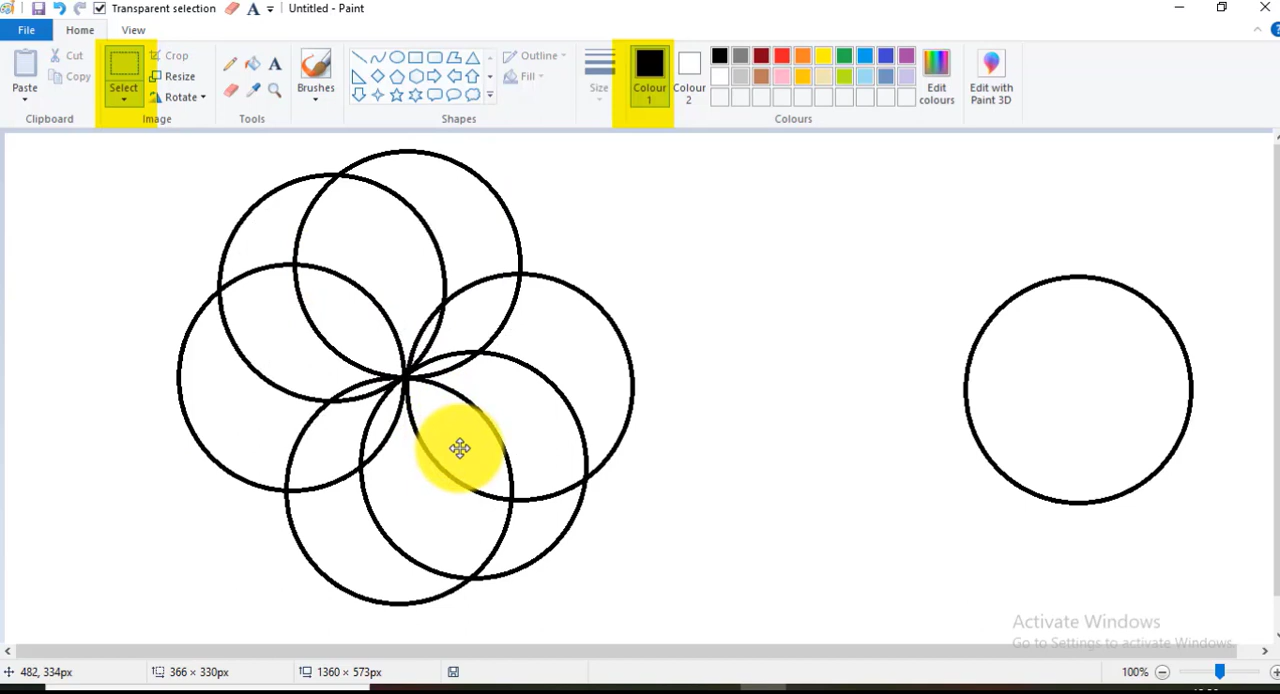 Transparent selection A Untitled - Paint
File Home View
Paste
Cut
Copy
Clipboard
Select
Crop
Resize
Rotate
Image
A
Tools
Brushes
Shapes
Outline
Fill
Size
Colour 1
Colour 2
Edit colours
Edit with Paint 3D
Colours
Activate Windows
Go to Settings to activate Windows.
482, 334px 366 × 330px 1360 × 573px 100%